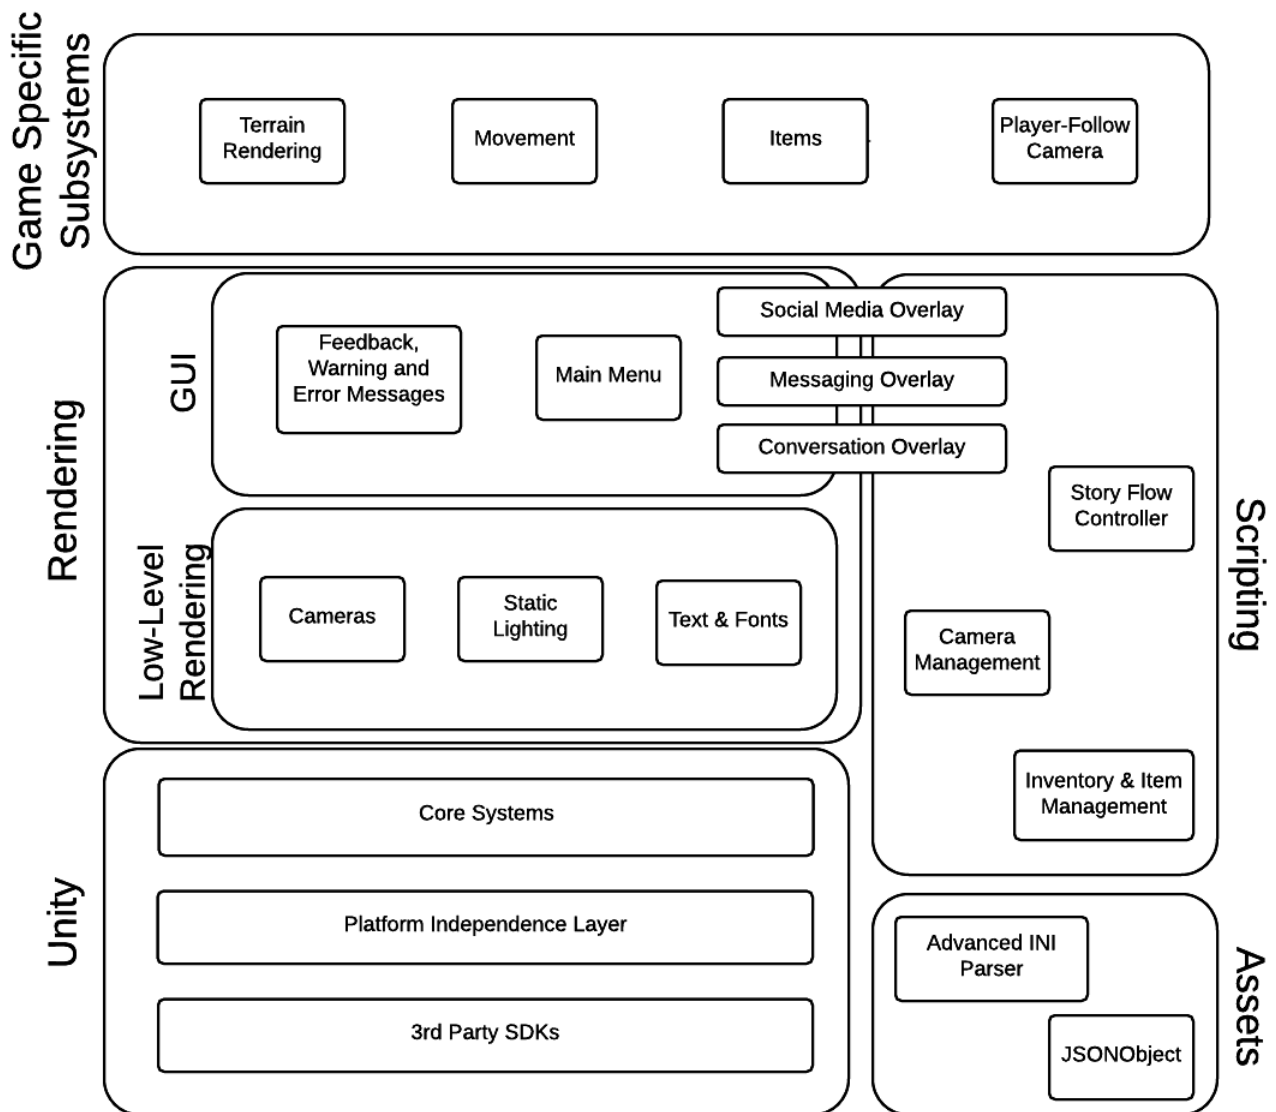 Game Specific
Subsystems
Terrain
Rendering
Movement
Items
Player-Follow
Camera
Rendering
GUI
Feedback,
Warning and
Error Messages
Main Menu
Social Media Overlay
Messaging Overlay
Conversation Overlay
Low-Level
Rendering
Cameras
Static
Lighting
Text & Fonts
Scripting
Story Flow
Controller
Camera
Management
Inventory & Item
Management
Unity
Core Systems
Platform Independence Layer
3rd Party SDKs
Assets
Advanced INI
Parser
JSONObject